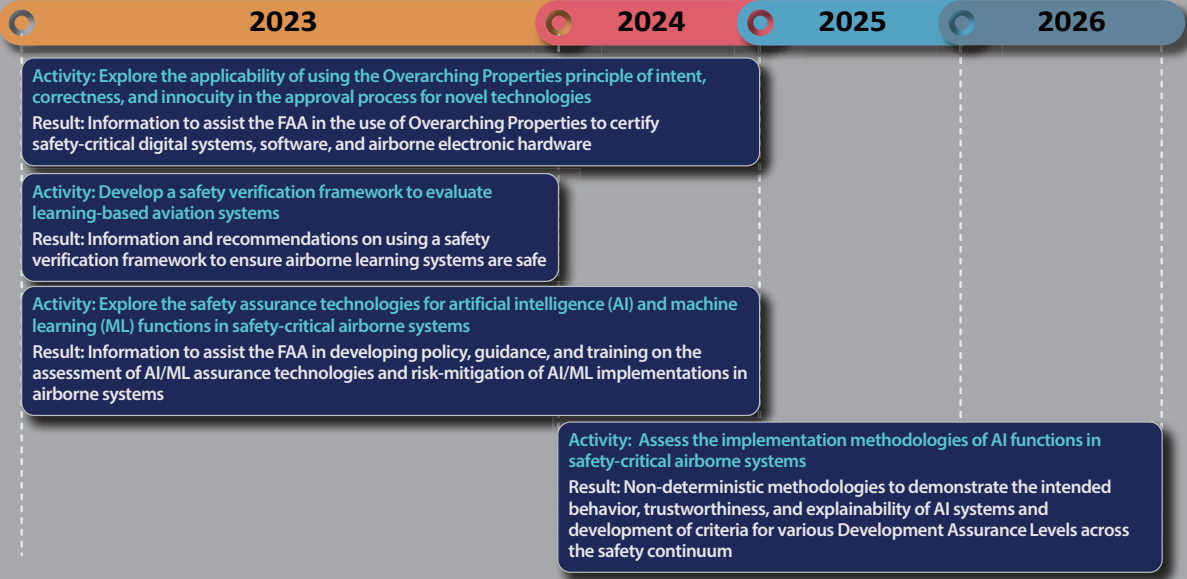 2023
2024
2025
2026
Activity: Explore the applicability of using the Overarching Properties principle of intent,
correctness, and innocuity in the approval process for novel technologies
Result: Information to assist the FAA in the use of Overarching Properties to certify
safety-critical digital systems, software, and airborne electronic hardware
Activity: Develop a safety verification framework to evaluate
learning-based aviation systems
Result: Information and recommendations on using a safety
verification framework to ensure airborne learning systems are safe
Activity: Explore the safety assurance technologies for artificial intelligence (AI) and machine
learning (ML) functions in safety-critical airborne systems
Result: Information to assist the FAA in developing policy, guidance, and training on the
assessment of AI/ML assurance technologies and risk-mitigation of AI/ML implementations in
airborne systems
Activity: Assess the implementation methodologies of AI functions in
safety-critical airborne systems
Result: Non-deterministic methodologies to demonstrate the intended
behavior, trustworthiness, and explainability of AI systems and
development of criteria for various Development Assurance Levels across
the safety continuum